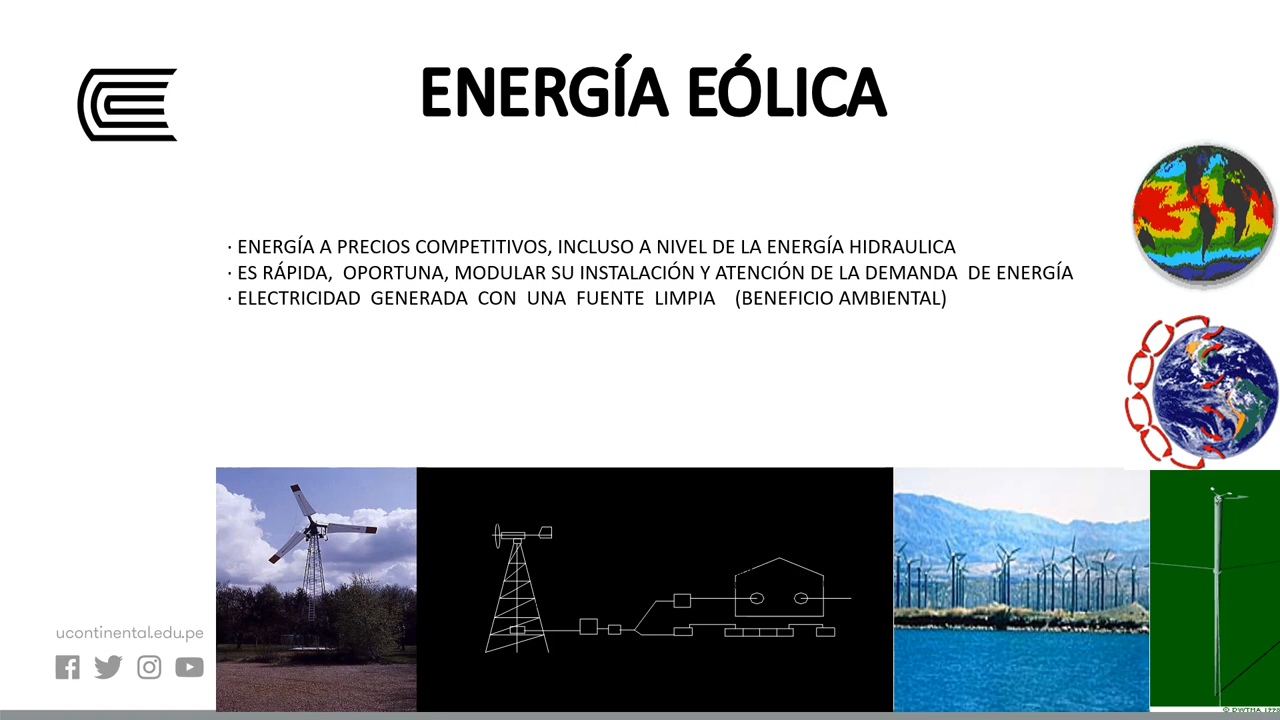 ENERGÍA EÓLICA
· ENERGÍA A PRECIOS COMPETITIVOS, INCLUSO A NIVEL DE LA ENERGÍA HIDRAULICA
· ES RÁPIDA, OPORTUNA, MODULAR SU INSTALACIÓN Y ATENCIÓN DE LA DEMANDA DE ENERGÍA
· ELECTRICIDAD GENERADA CON UNA FUENTE LIMPIA (BENEFICIO AMBIENTAL)
ucontinental.edu.pe